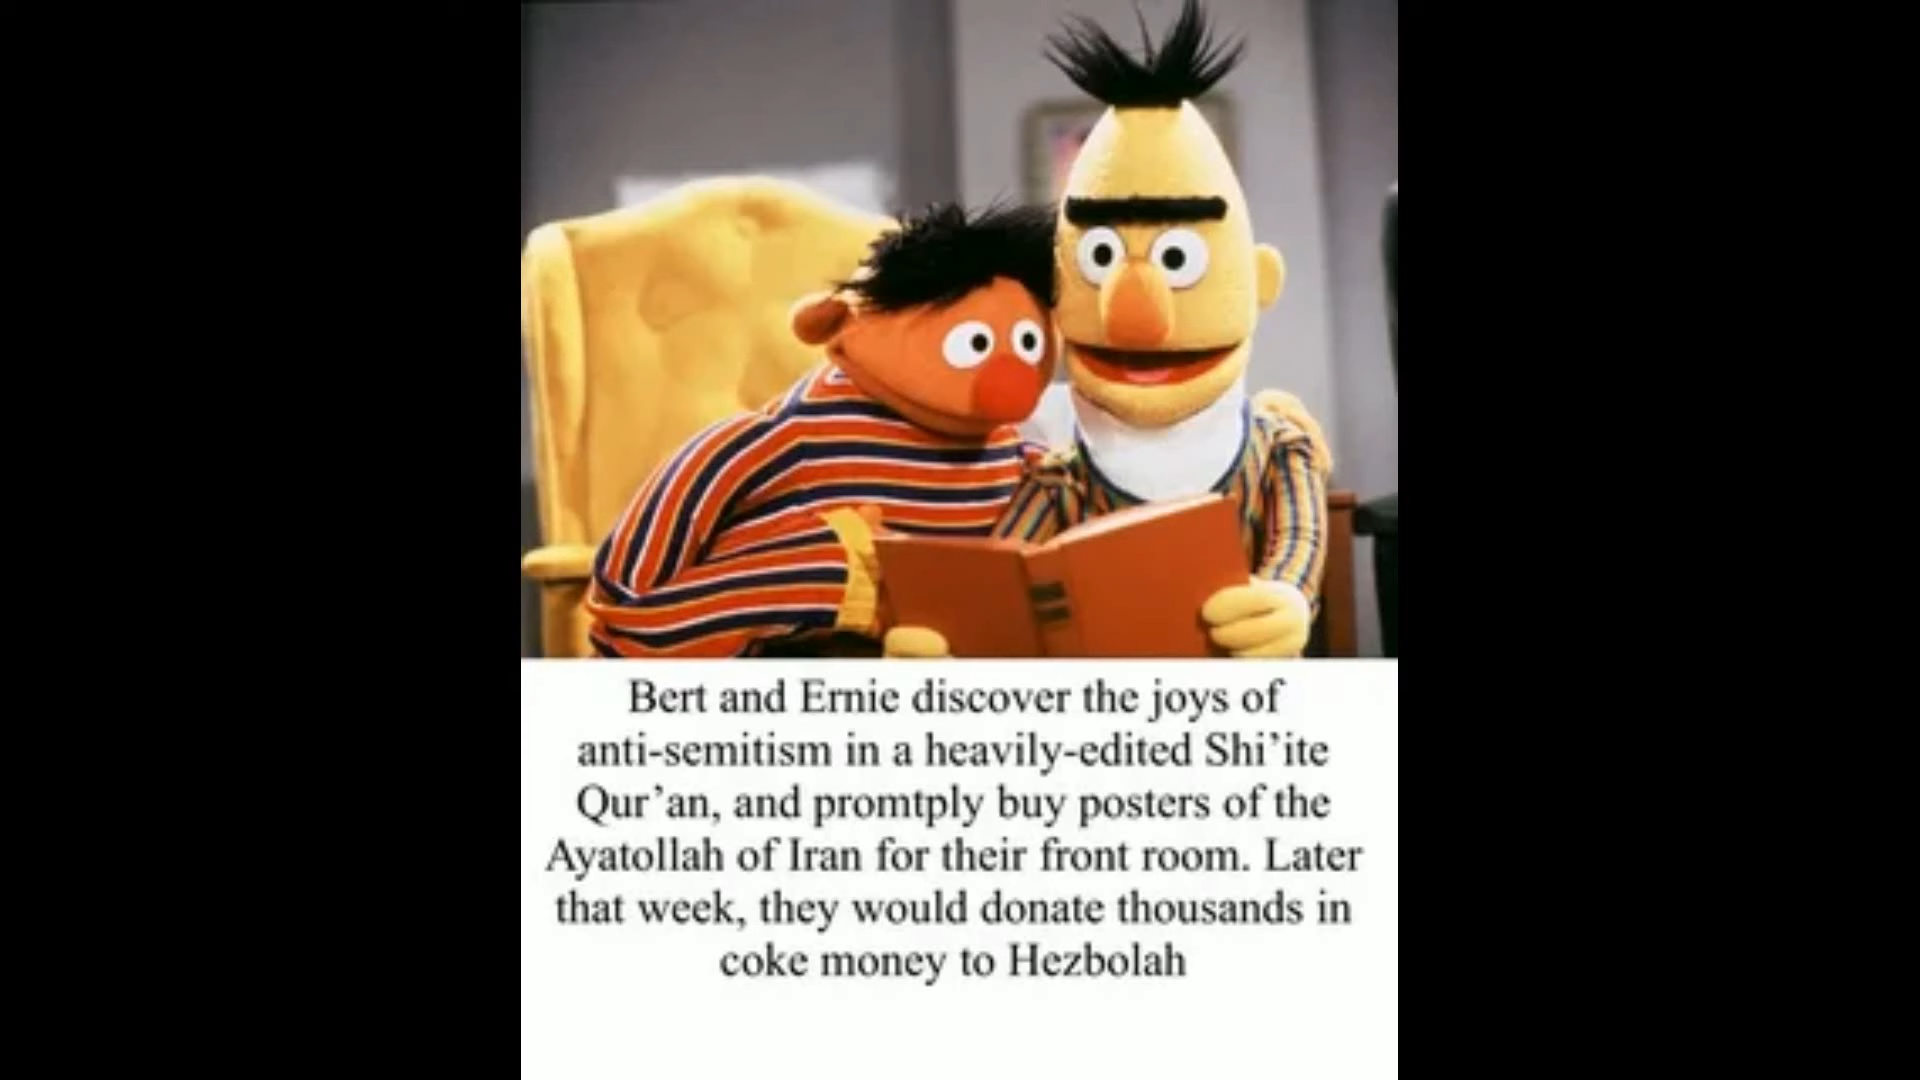 Bert and Ernie discover the joys of
anti-semitism in a heavily-edited Shi’ite
Qur’an, and promtply buy posters of the
Ayatollah of Iran for their front room. Later
that week, they would donate thousands in
coke money to Hezbolah